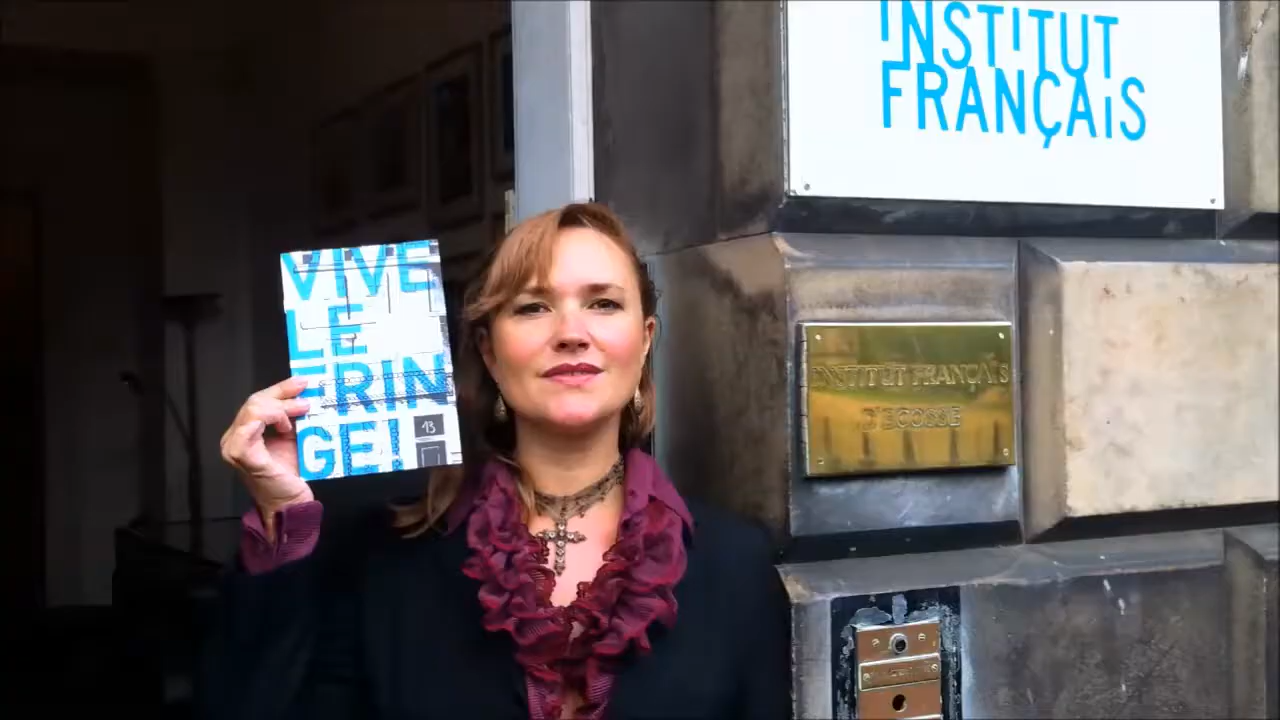 VIVE
LE
FRIN
GE!
13
INSTITUT
FRANÇAIS
INSTITUT FRANÇAIS
D'ECOSSE